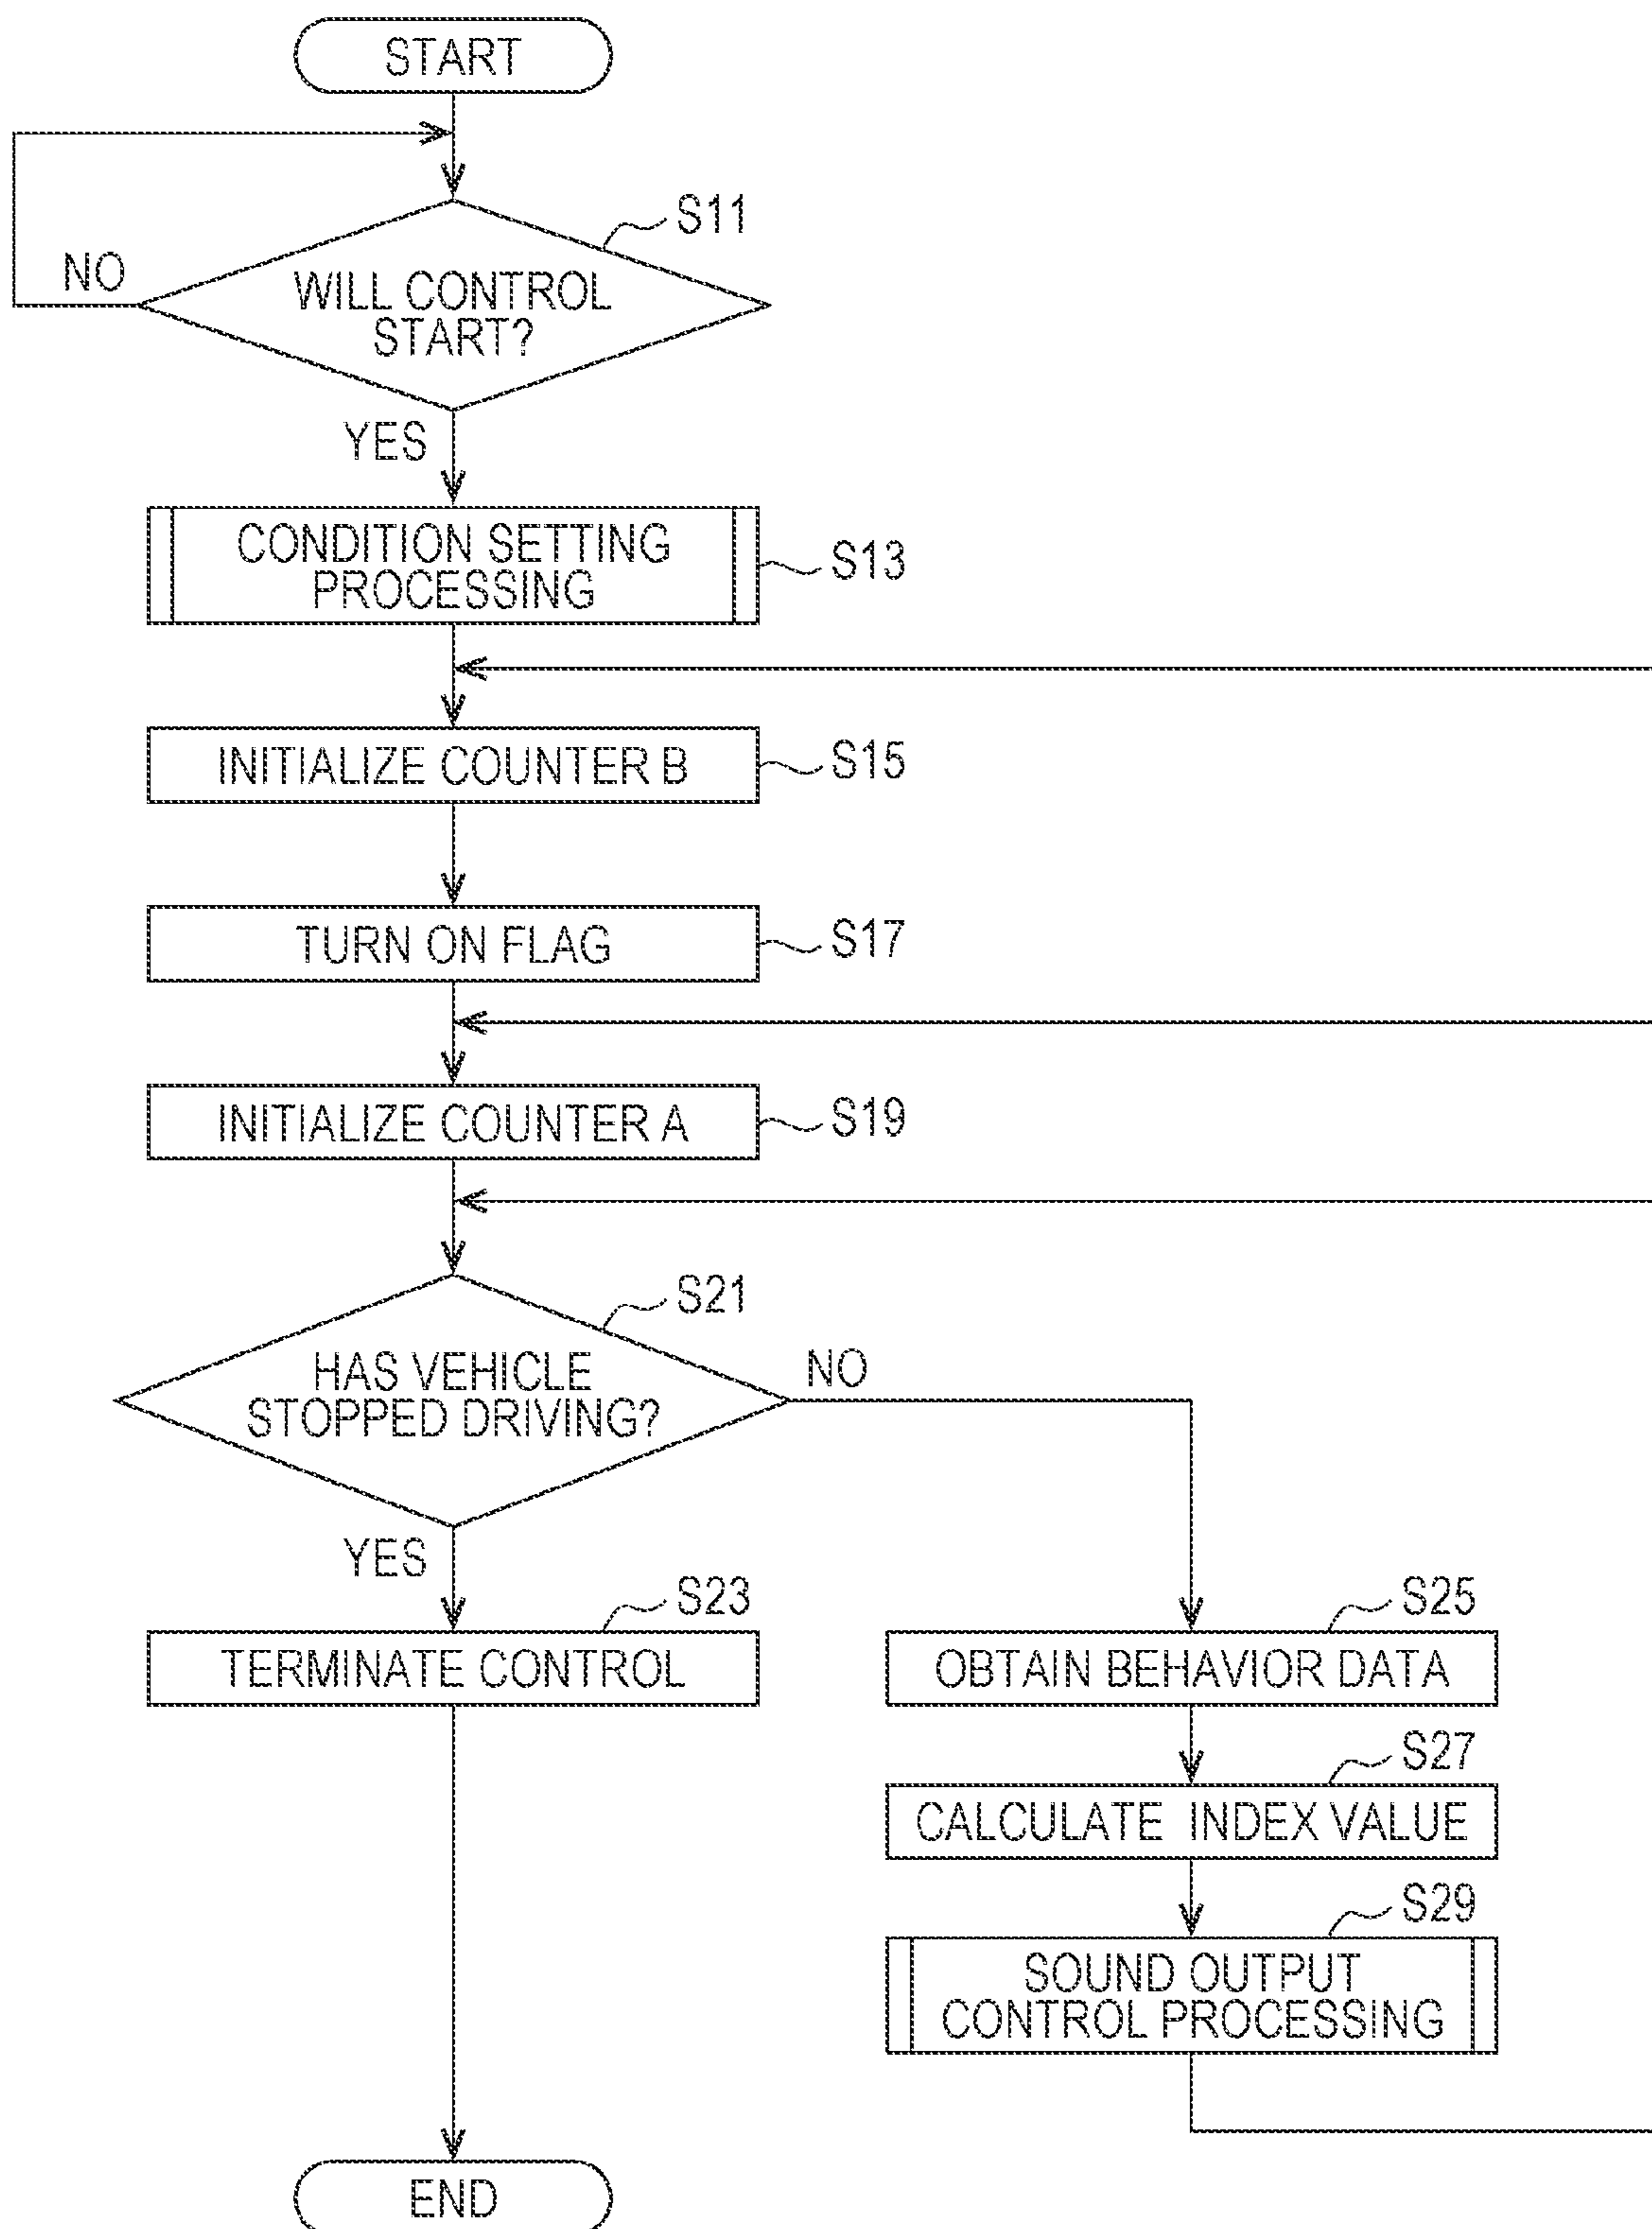 START
S11
NO
WILL CONTROL
START?
YES
CONDITION SETTING
PROCESSING
S13
INITIALIZE COUNTER B
S15
TURN ON FLAG
S17
INITIALIZE COUNTER A
S19
S21
HAS VEHICLE
STOPPED DRIVING?
NO
YES
S23
TERMINATE CONTROL
S25
OBTAIN BEHAVIOR DATA
S27
CALCULATE INDEX VALUE
S29
SOUND OUTPUT
CONTROL PROCESSING
END